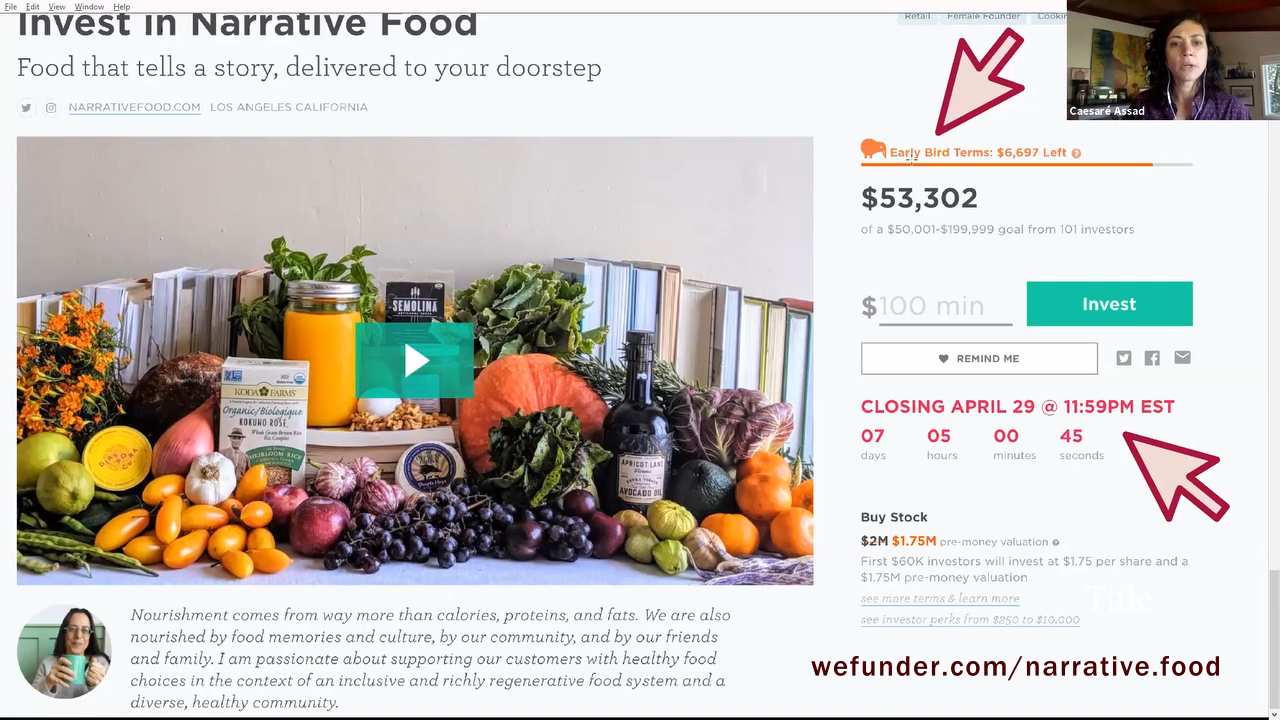 File Edit View Window Help
Invest in Narrative Food
Retail Female Founder
Food that tells a story, delivered to your doorstep
NARRATIVEFOOD.COM LOS ANGELES CALIFORNIA
Caesaré Assad
Early Bird Terms: $6,697 Left
$53,302
of a $50,001-$199,999 goal from 101 investors
$100 min
Invest
REMIND ME
CLOSING APRIL 29 @ 11:59PM EST
07 05 00 45
days hours minutes seconds
SEMOLINA
KODA FARMS
Organic/Biologique
KOKUHO ROSE
HEIRLOOM RICE
APRICOT LANE
AVOCADO OIL
Buy Stock
$2M $1.75M pre-money valuation
First $60K investors will invest at $1.75 per share and a
$1.75M pre-money valuation
see more terms & learn more
see investor perks from $250 to $10,000
Title
Nourishment comes from way more than calories, proteins, and fats. We are also
nourished by food memories and culture, by our community, and by our friends
and family. I am passionate about supporting our customers with healthy food
choices in the context of an inclusive and richly regenerative food system and a
diverse, healthy community.
wefunder.com/narrative.food